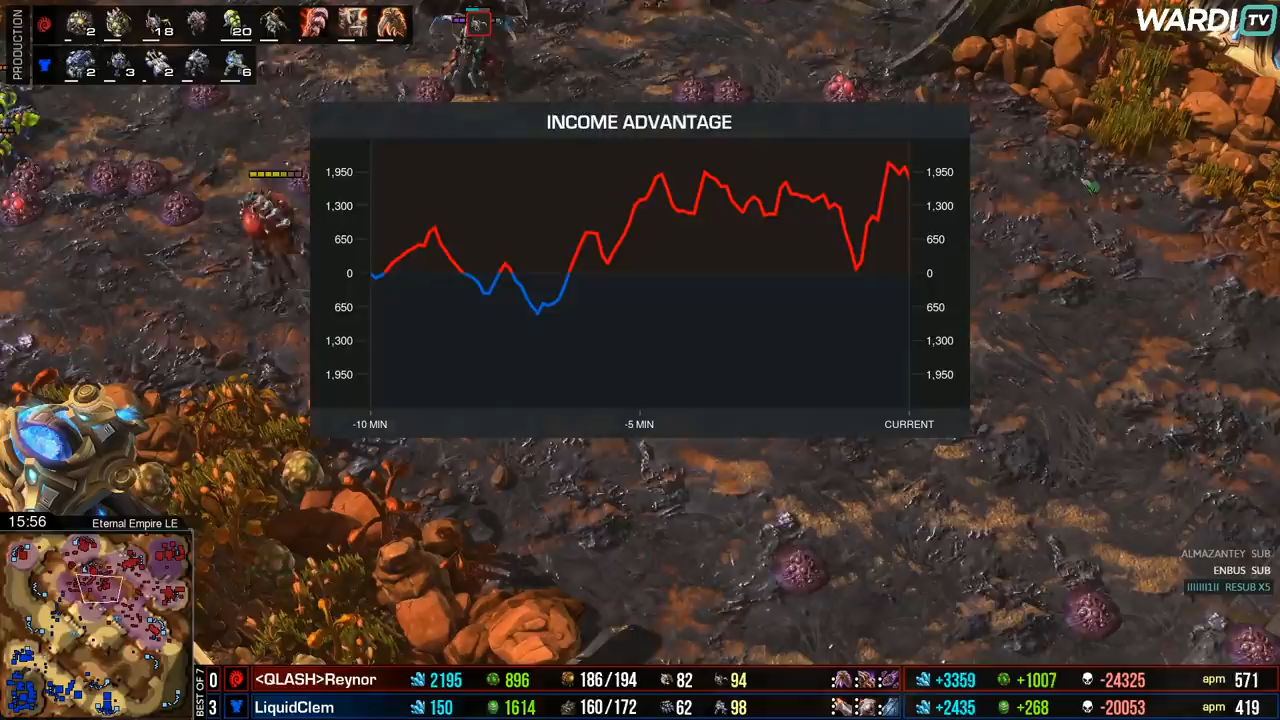 PRODUCTION
2 18 20
2 3 2 6
WARDI TV
INCOME ADVANTAGE
1,950 1,950
1,300 1,300
650 650
0 0
650 650
1,300 1,300
1,950 1,950
-10 MIN -5 MIN CURRENT
15:56 Eternal Empire LE
ALMAZANTEY SUB
ENBUS SUB
IIIIIII1II RESUB X5
BEST OF 7
0 <QLASH>Reynor 2195 896 186/194 82 94 +3359 +1007 -24325 apm 571
3 LiquidClem 150 1614 160/172 62 98 +2435 +268 -20053 apm 419